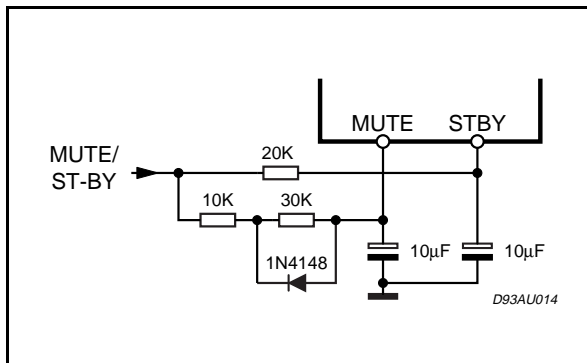 MUTE STBY
MUTE/
ST-BY
20K
10K 30K
1N4148
10μF 10μF
D93AU014